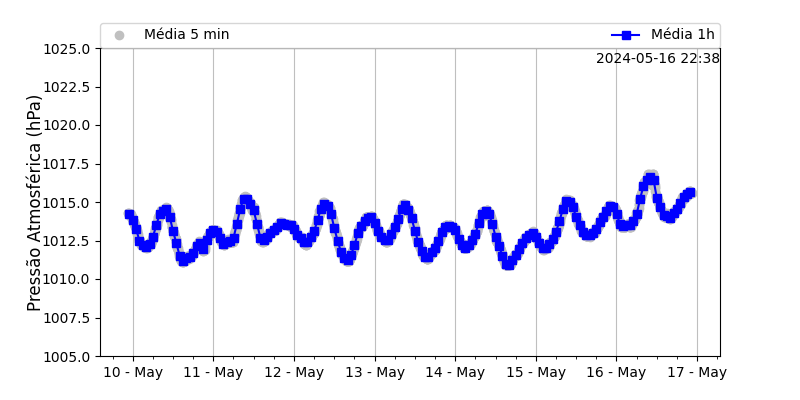 Média 5 min
Média 1h
2024-05-16 22:38
Pressão Atmosférica (hPa)
1025.0
1022.5
1020.0
1017.5
1015.0
1012.5
1010.0
1007.5
1005.0
10 - May 11 - May 12 - May 13 - May 14 - May 15 - May 16 - May 17 - May